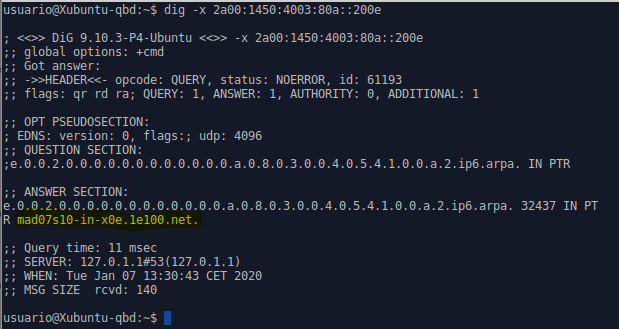 usuario@Xubuntu-qbd:~$ dig -x 2a00:1450:4003:80a::200e

; <<>> DiG 9.10.3-P4-Ubuntu <<>> -x 2a00:1450:4003:80a::200e
;; global options: +cmd
;; Got answer:
;; ->>HEADER<<- opcode: QUERY, status: NOERROR, id: 61193
;; flags: qr rd ra; QUERY: 1, ANSWER: 1, AUTHORITY: 0, ADDITIONAL: 1

;; OPT PSEUDOSECTION:
; EDNS: version: 0, flags:; udp: 4096
;; QUESTION SECTION:
;e.0.0.2.0.0.0.0.0.0.0.0.0.0.0.0.a.0.8.0.3.0.0.4.0.5.4.1.0.0.a.2.ip6.arpa. IN PTR

;; ANSWER SECTION:
e.0.0.2.0.0.0.0.0.0.0.0.0.0.0.0.a.0.8.0.3.0.0.4.0.5.4.1.0.0.a.2.ip6.arpa. 32437 IN PT
R mad07s10-in-x0e.1e100.net.

;; Query time: 11 msec
;; SERVER: 127.0.1.1#53(127.0.1.1)
;; WHEN: Tue Jan 07 13:30:43 CET 2020
;; MSG SIZE  rcvd: 140

usuario@Xubuntu-qbd:~$